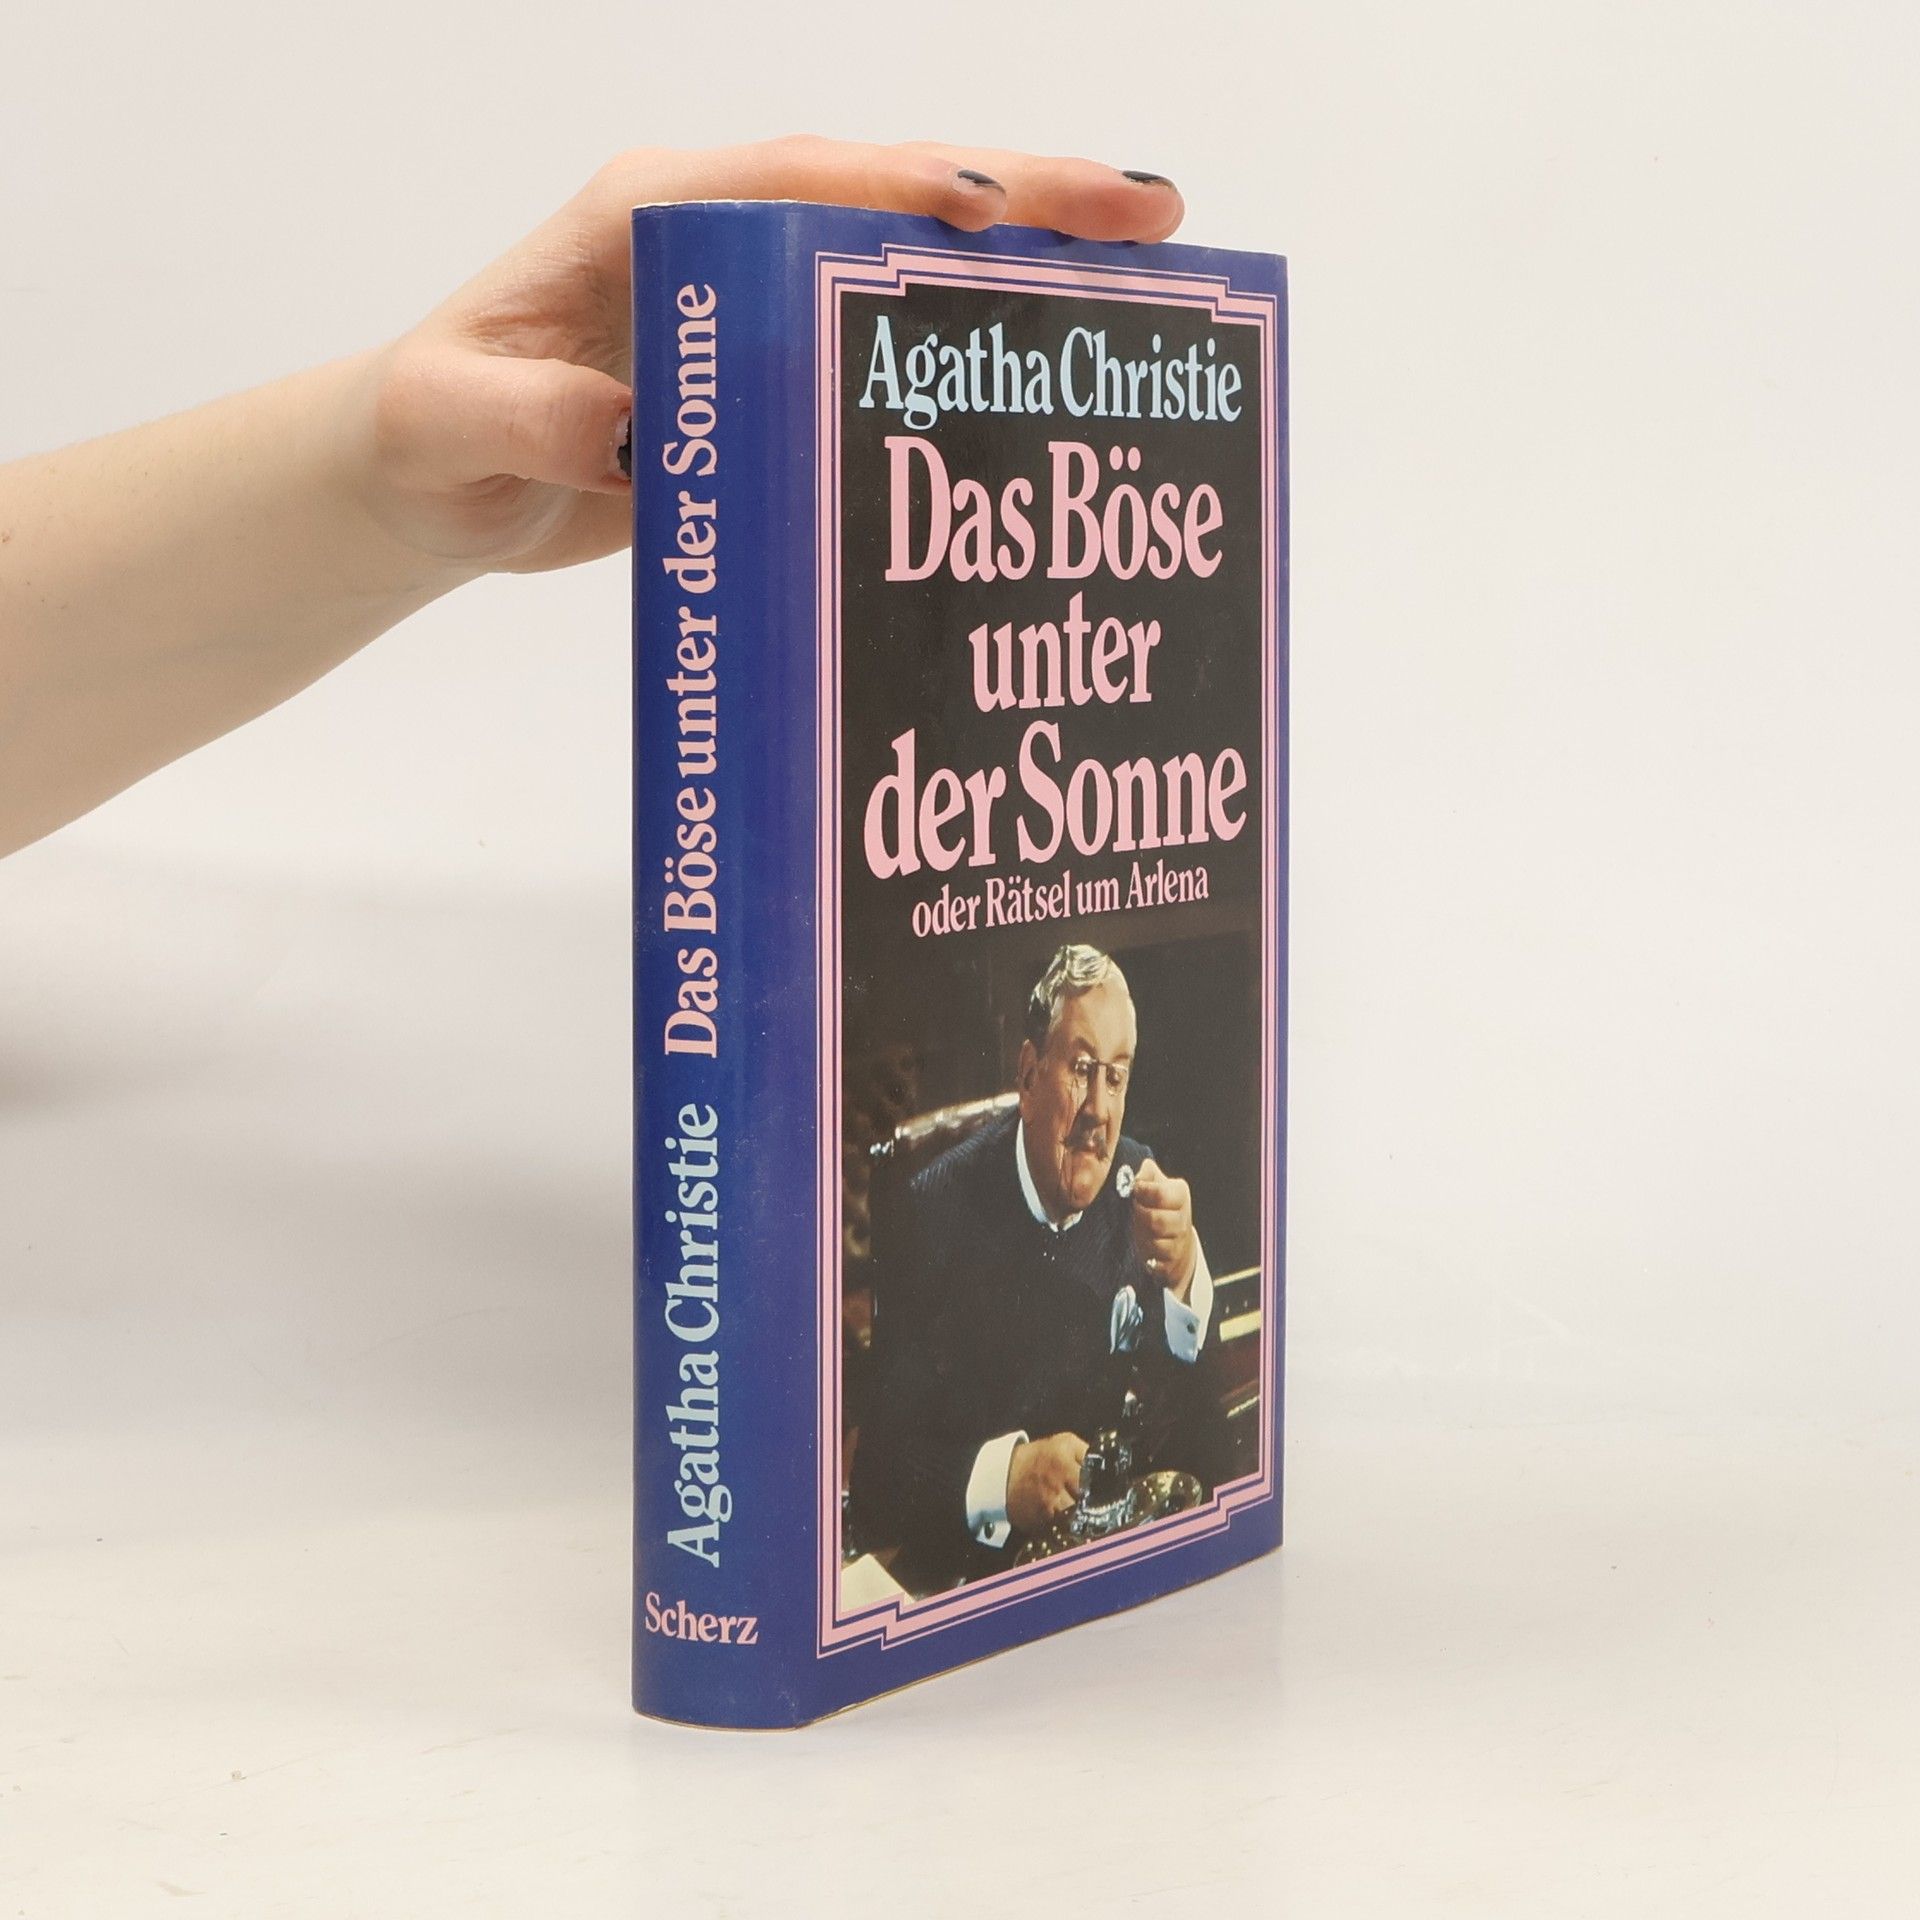 Agatha Christie
Das Böse
unter
der Sonne
oder Rätsel um Arlena
Agatha Christie Das Böse unter der Sonne
Scherz